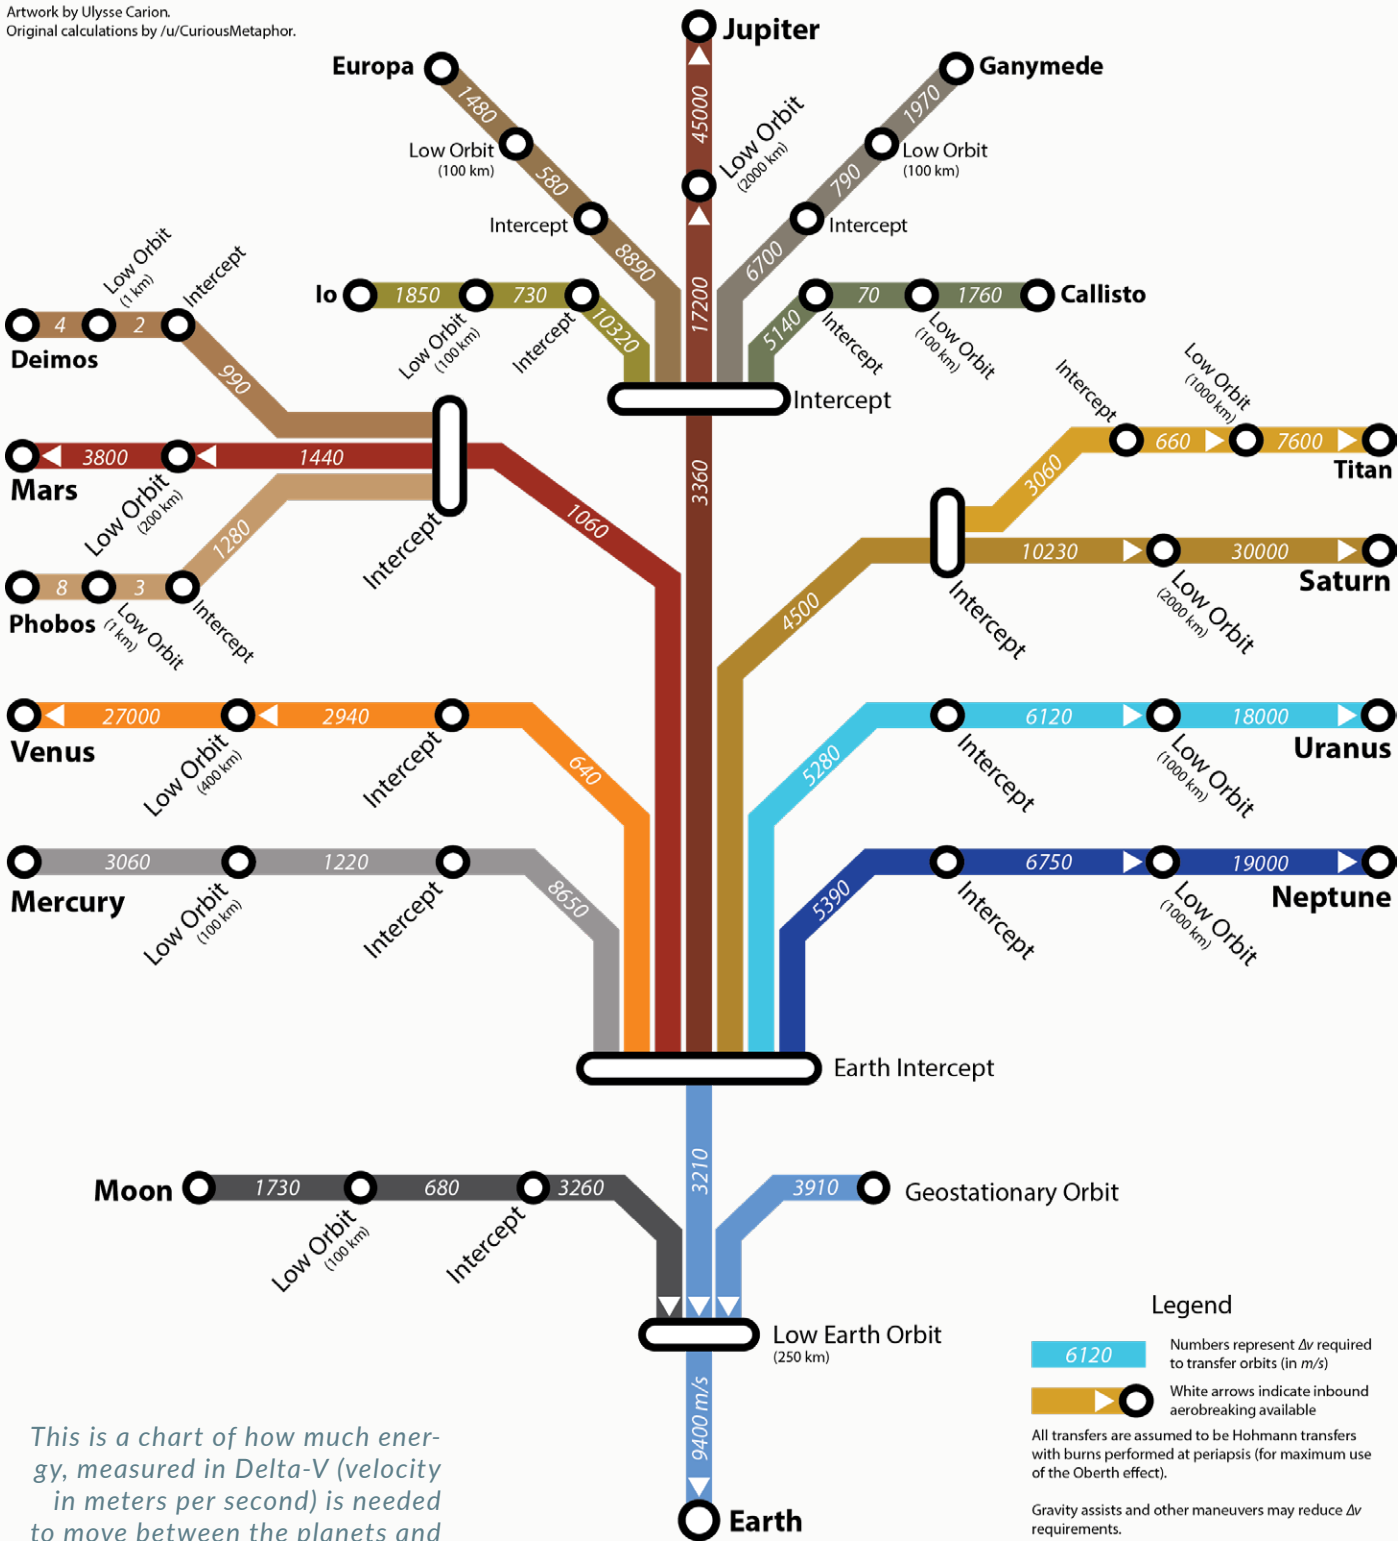 Artwork by Ulysse Carion.
Original calculations by /u/CuriousMetaphor.
Jupiter
Europa
Ganymede
1480
45000
1970
Low Orbit
(100 km)
Low Orbit
(2000 km)
Low Orbit
(100 km)
580
790
Intercept
Intercept
8890
17200
6700
Io
1850
730
10320
5140
70
1760
Callisto
Low Orbit
(100 km)
Intercept
Intercept
Low Orbit
(100 km)
Intercept
Low Orbit
(1 km)
Intercept
4
2
Deimos
990
3800
1440
Mars
Low Orbit
(200 km)
1280
8
3
Phobos
Low Orbit
(1 km)
Intercept
Intercept
1060
3360
Intercept
Low Orbit
(1000 km)
660
7600
Titan
3060
10230
30000
Saturn
Intercept
Low Orbit
(2000 km)
4500
27000
2940
Venus
Low Orbit
(400 km)
Intercept
640
6120
18000
Uranus
Intercept
Low Orbit
(1000 km)
5280
3060
1220
Mercury
Low Orbit
(100 km)
Intercept
8650
6750
19000
Neptune
Intercept
Low Orbit
(1000 km)
5390
Earth Intercept
3210
Moon
1730
680
3260
Low Orbit
(100 km)
Intercept
3910
Geostationary Orbit
Low Earth Orbit
(250 km)
9400 m/s
Earth
Legend
6120
Numbers represent Δv required
to transfer orbits (in m/s)
White arrows indicate inbound
aerobreaking available
All transfers are assumed to be Hohmann transfers
with burns performed at periapsis (for maximum use
of the Oberth effect).
Gravity assists and other maneuvers may reduce Δv
requirements.
This is a chart of how much ener-
gy, measured in Delta-V (velocity
in meters per second) is needed
to move between the planets and